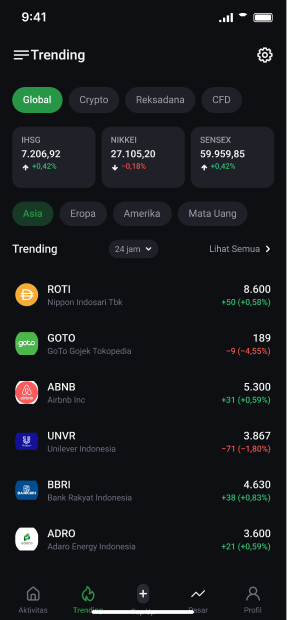 9:41
Trending
Global Crypto Reksadana CFD
IHSG NIKKEI SENSEX
7.206,92 27.105,20 59.959,85
+0,42% -0,18% +0,42%
Asia Eropa Amerika Mata Uang
Trending 24 jam Lihat Semua
ROTI 8.600
Nippon Indosari Tbk +50 (+0,58%)
GOTO 189
goto
GoTo Gojek Tokopedia −9 (−4,55%)
ABNB 5.300
airbnb
Airbnb Inc +31 (+0,59%)
UNVR 3.867
Unilever Indonesia −71 (−1,80%)
BBRI 4.630
Bank Rakyat Indonesia +38 (+0,83%)
ADRO 3.600
adaro
Adaro Energy Indonesia +21 (+0,59%)
Aktivitas Trending Profil